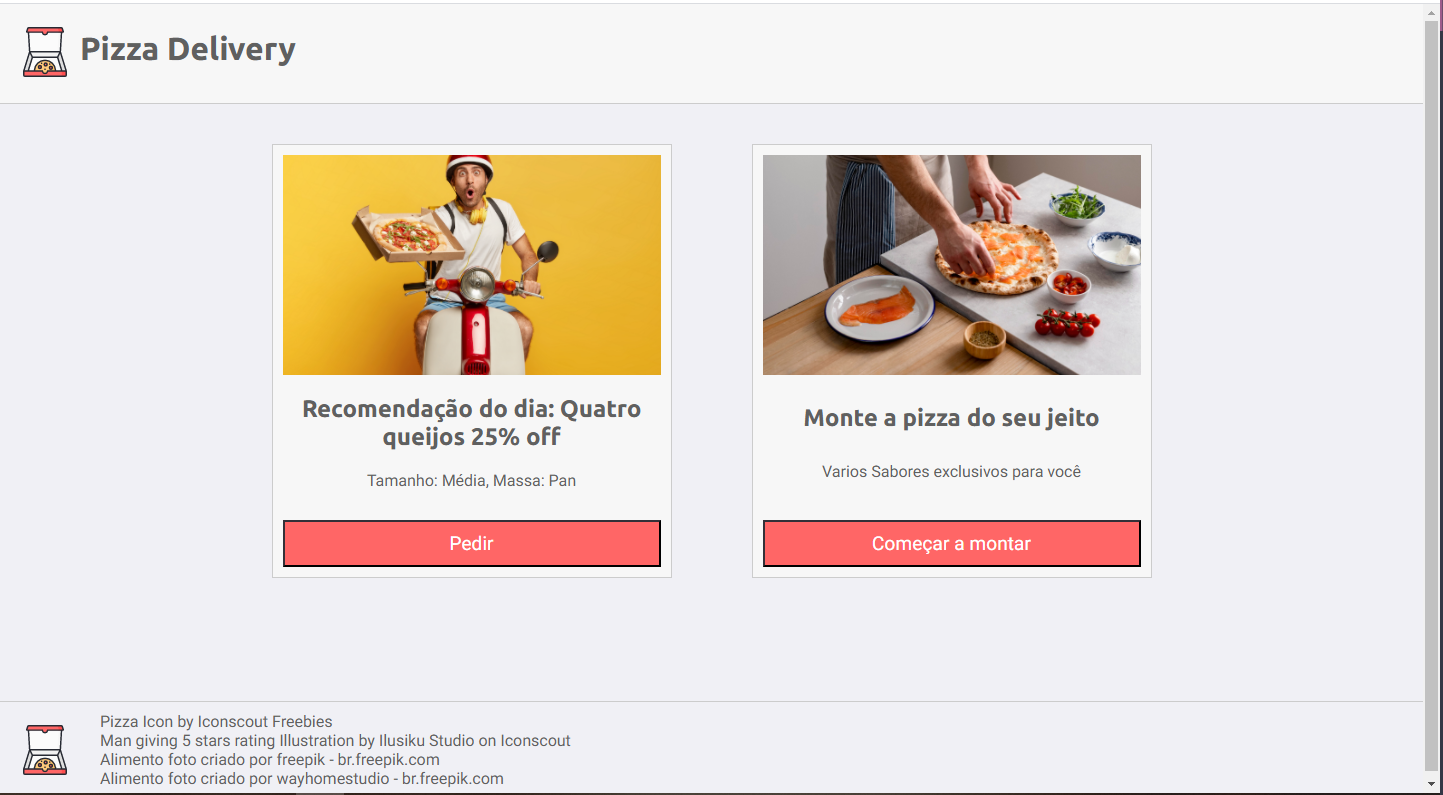 Pizza Delivery
Recomendação do dia: Quatro
queijos 25% off
Tamanho: Média, Massa: Pan
Pedir
Monte a pizza do seu jeito
Varios Sabores exclusivos para você
Começar a montar
Pizza Icon by Iconscout Freebies
Man giving 5 stars rating Illustration by Ilusiku Studio on Iconscout
Alimento foto criado por freepik - br.freepik.com
Alimento foto criado por wayhomestudio - br.freepik.com